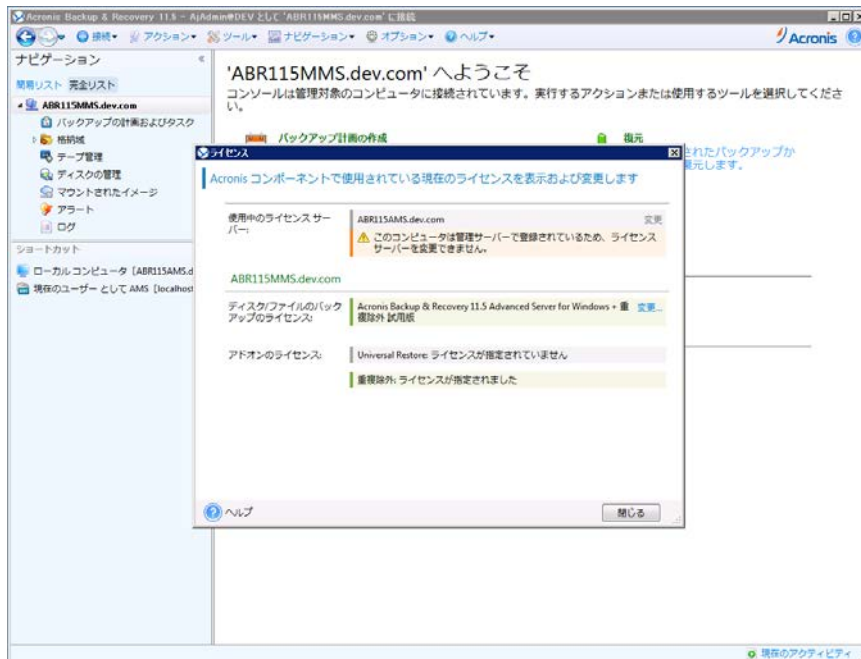 Acronis Backup & Recovery 11.5 - AjAdmin@DEV として 'ABR115MMS.dev.com' に接続
接続 アクション ツール ナビゲーション オプション ヘルプ
Acronis
ナビゲーション
簡易リスト 完全リスト
ABR115MMS.dev.com
バックアップの計画およびタスク
格納域
テープ管理
ディスクの管理
マウントされたイメージ
アラート
ログ
ショートカット
ローカル コンピュータ [ABR115AMS.d
現在のユーザー として AMS [localhost
'ABR115MMS.dev.com' へようこそ
コンソールは管理対象のコンピュータに接続されています。実行するアクションまたは使用するツールを選択してくださ
い。
バックアップ計画の作成
復元
されたバックアップか
元します。
ライセンス
Acronis コンポーネントで使用されている現在のライセンスを表示および変更します
使用中のライセンス サー
バー:
ABR115AMS.dev.com
変更
このコンピュータは管理サーバーで登録されているため、ライセンス
サーバーを変更できません。
ABR115MMS.dev.com
ディスク/ファイルのバック
アップのライセンス:
Acronis Backup & Recovery 11.5 Advanced Server for Windows + 重
複除外 試用版
変更...
アドオンのライセンス:
Universal Restore: ライセンスが指定されていません
重複除外: ライセンスが指定されました
ヘルプ
閉じる
現在のアクティビティ